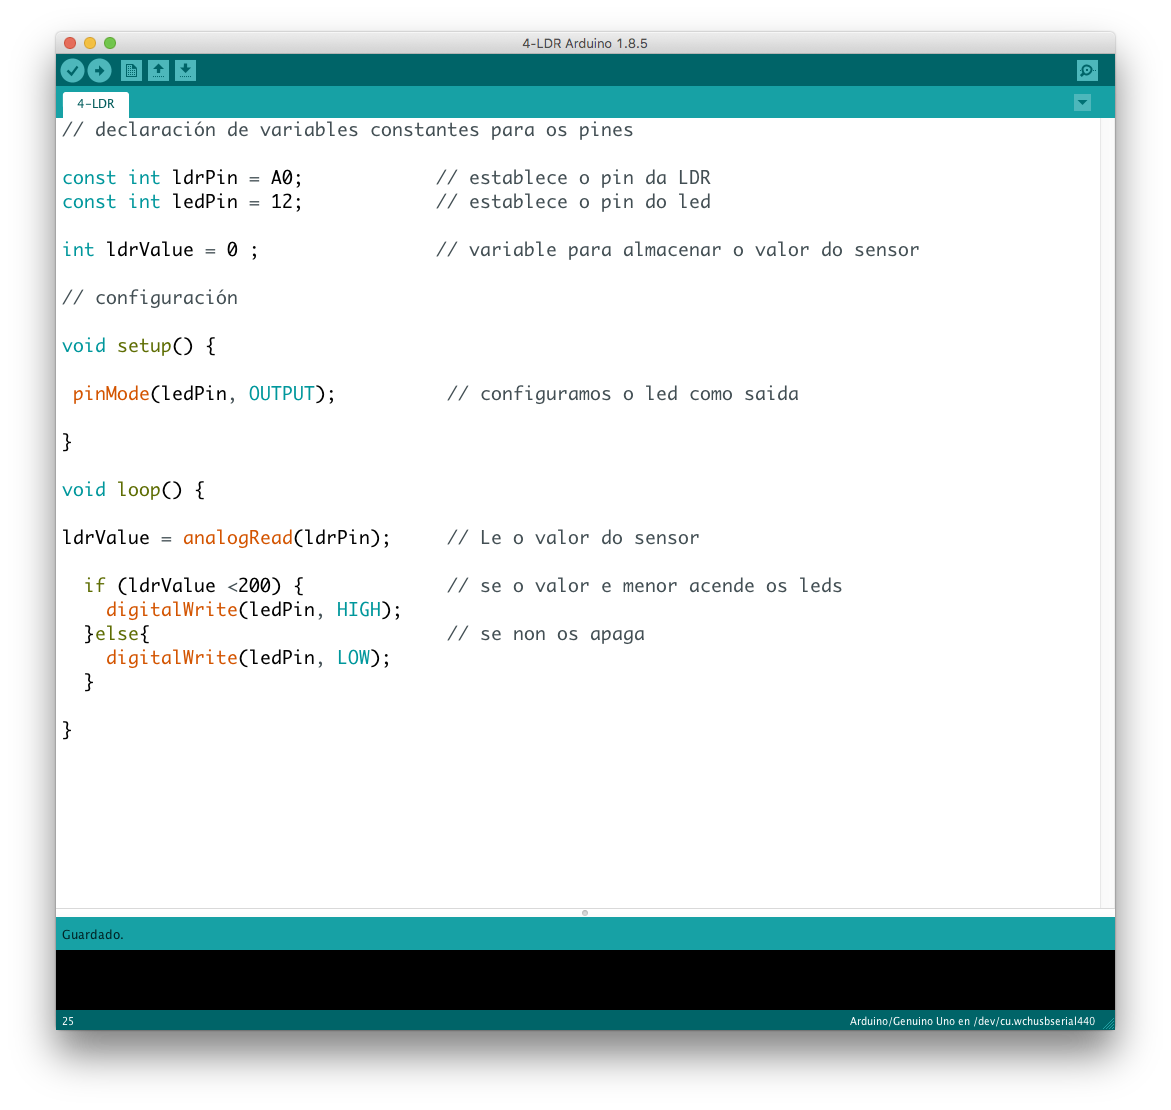 4-LDR Arduino 1.8.5
4-LDR
// declaración de variables constantes para os pines
const int ldrPin = A0;            // establece o pin da LDR
const int ledPin = 12;            // establece o pin do led
int ldrValue = 0 ;                // variable para almacenar o valor do sensor
// configuración
void setup() {
 pinMode(ledPin, OUTPUT);          // configuramos o led como saida
}
void loop() {
ldrValue = analogRead(ldrPin);     // Le o valor do sensor
  if (ldrValue <200) {             // se o valor e menor acende os leds
    digitalWrite(ledPin, HIGH);
  }else{                           // se non os apaga
    digitalWrite(ledPin, LOW);
  }
}
Guardado.
25 Arduino/Genuino Uno en /dev/cu.wchusbserial440